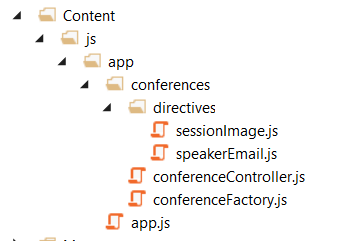 Content
js
app
conferences
directives
sessionImage.js
speakerEmail.js
conferenceController.js
conferenceFactory.js
app.js